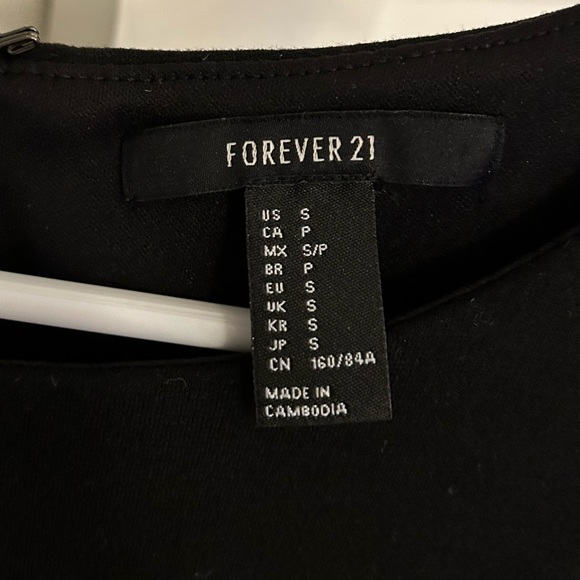 FOREVER 21
US S
CA P
MX S/P
BR P
EU S
UK S
KR S
JP S
CN 160/84A
MADE IN
CAMBODIA